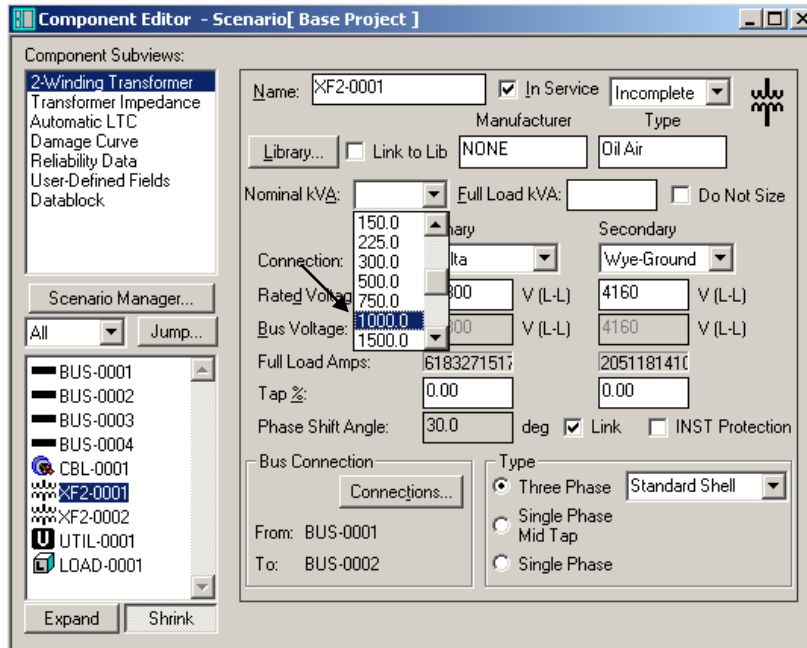 Component Editor - Scenario[ Base Project ]
Component Subviews:
2-Winding Transformer
Transformer Impedance
Automatic LTC
Damage Curve
Reliability Data
User-Defined Fields
Datablock
Scenario Manager...
All Jump...
BUS-0001
BUS-0002
BUS-0003
BUS-0004
CBL-0001
XF2-0001
XF2-0002
UTIL-0001
LOAD-0001
Expand Shrink
Name: XF2-0001 In Service Incomplete
Manufacturer Type
Library... Link to Lib NONE Oil Air
Nominal kVA: Full Load kVA: Do Not Size
150.0
225.0
300.0
500.0
750.0
1000.0
1500.0
Secondary
Connection: Wye-Ground
V (L-L) 4160 V (L-L)
Bus Voltage: V (L-L) 4160 V (L-L)
Full Load Amps: 6183271517
Tap %: 0.00 0.00
Phase Shift Angle: 30.0 deg Link INST Protection
Bus Connection
Connections...
From: BUS-0001
To: BUS-0002
Type
Three Phase Standard Shell
Single Phase
Mid Tap
Single Phase